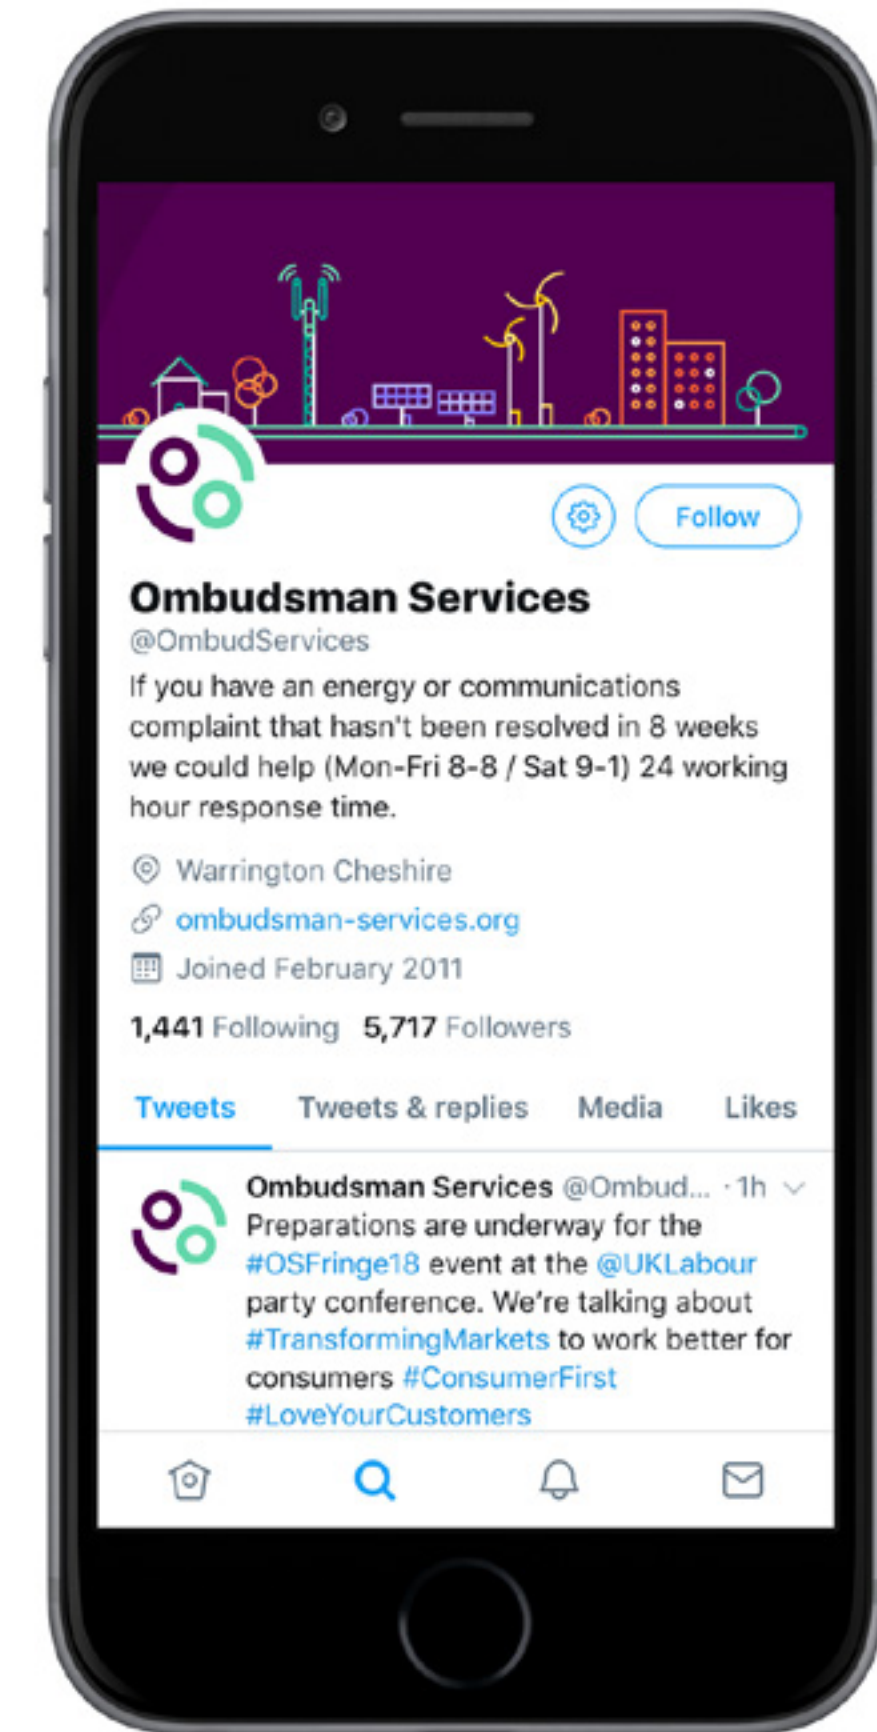 Follow
Ombudsman Services
@OmbudServices
If you have an energy or communications
complaint that hasn't been resolved in 8 weeks
we could help (Mon-Fri 8-8 / Sat 9-1) 24 working
hour response time.
Warrington Cheshire
ombudsman-services.org
Joined February 2011
1,441 Following 5,717 Followers
Tweets Tweets & replies Media Likes
Ombudsman Services @Ombud... · 1h
Preparations are underway for the
#OSFringe18 event at the @UKLabour
party conference. We're talking about
#TransformingMarkets to work better for
consumers #ConsumerFirst
#LoveYourCustomers